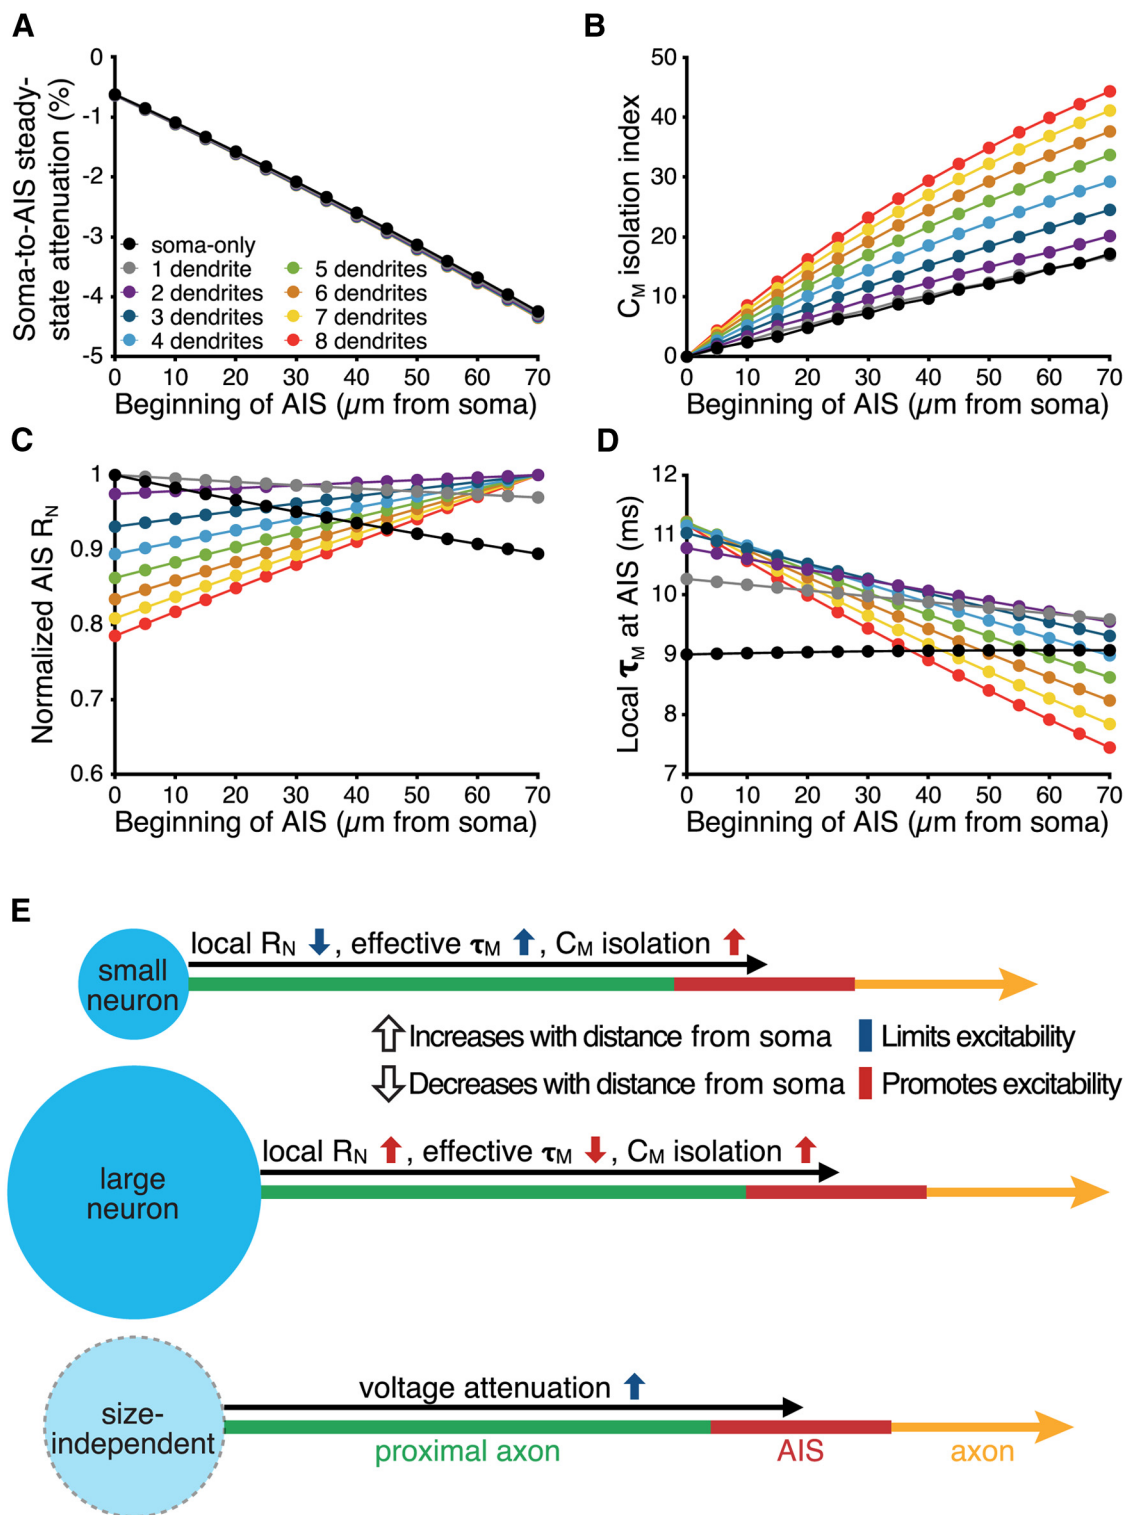 A
Soma-to-AIS steady-
state attenuation (%)
0
-1
-2
-3
-4
-5
soma-only
1 dendrite
2 dendrites
3 dendrites
4 dendrites
5 dendrites
6 dendrites
7 dendrites
8 dendrites
0 10 20 30 40 50 60 70
Beginning of AIS (µm from soma)
B
CM isolation index
50
40
30
20
10
0
0 10 20 30 40 50 60 70
Beginning of AIS (µm from soma)
C
Normalized AIS RN
1
0.9
0.8
0.7
0.6
0 10 20 30 40 50 60 70
Beginning of AIS (µm from soma)
D
Local τM at AIS (ms)
12
11
10
9
8
7
0 10 20 30 40 50 60 70
Beginning of AIS (µm from soma)
E
small
neuron
local RN ↓, effective τM ↑, CM isolation ↑
⇧ Increases with distance from soma
Limits excitability
⇩ Decreases with distance from soma
Promotes excitability
large
neuron
local RN ↑, effective τM ↓, CM isolation ↑
size-
independent
voltage attenuation ↑
proximal axon
AIS
axon